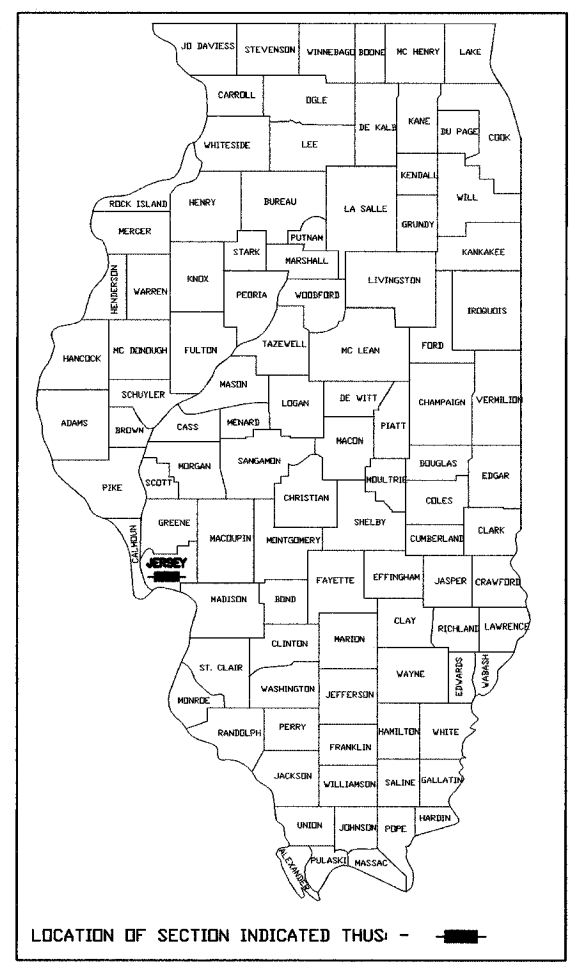 JO DAVIESS
STEVENSON
WINNEBAGO
BOONE
MC HENRY
LAKE
CARROLL
OGLE
DE KALB
KANE
DU PAGE
COOK
WHITESIDE
LEE
KENDALL
WILL
ROCK ISLAND
HENRY
BUREAU
LA SALLE
GRUNDY
MERCER
PUTNAM
STARK
MARSHALL
KANKAKEE
HENDERSON
WARREN
KNOX
PEORIA
WOODFORD
LIVINGSTON
IROQUOIS
HANCOCK
MC DONOUGH
FULTON
TAZEWELL
MC LEAN
FORD
MASON
SCHUYLER
LOGAN
DE WITT
CHAMPAIGN
VERMILION
ADAMS
BROWN
CASS
MENARD
MACON
PIATT
PIKE
SCOTT
MORGAN
SANGAMON
MOULTRIE
DOUGLAS
EDGAR
CHRISTIAN
COLES
GREENE
SHELBY
CALHOUN
MACOUPIN
MONTGOMERY
CUMBERLAND
CLARK
JERSEY
FAYETTE
EFFINGHAM
JASPER
CRAWFORD
MADISON
BOND
CLAY
RICHLAND
LAWRENCE
CLINTON
MARION
ST. CLAIR
WAYNE
EDWARDS
WABASH
WASHINGTON
JEFFERSON
MONROE
RANDOLPH
PERRY
HAMILTON
WHITE
FRANKLIN
JACKSON
WILLIAMSON
SALINE
GALLATIN
UNION
JOHNSON
POPE
HARDIN
ALEXANDER
PULASKI
MASSAC
LOCATION OF SECTION INDICATED THUS: -